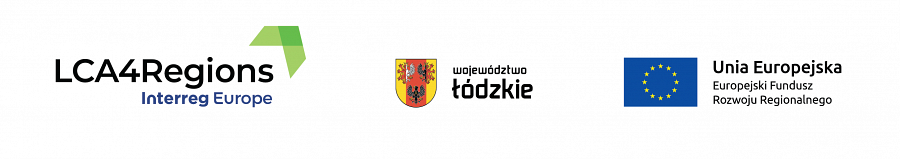 LCA4Regions
Interreg Europe
województwo
łódzkie
Unia Europejska
Europejski Fundusz
Rozwoju Regionalnego